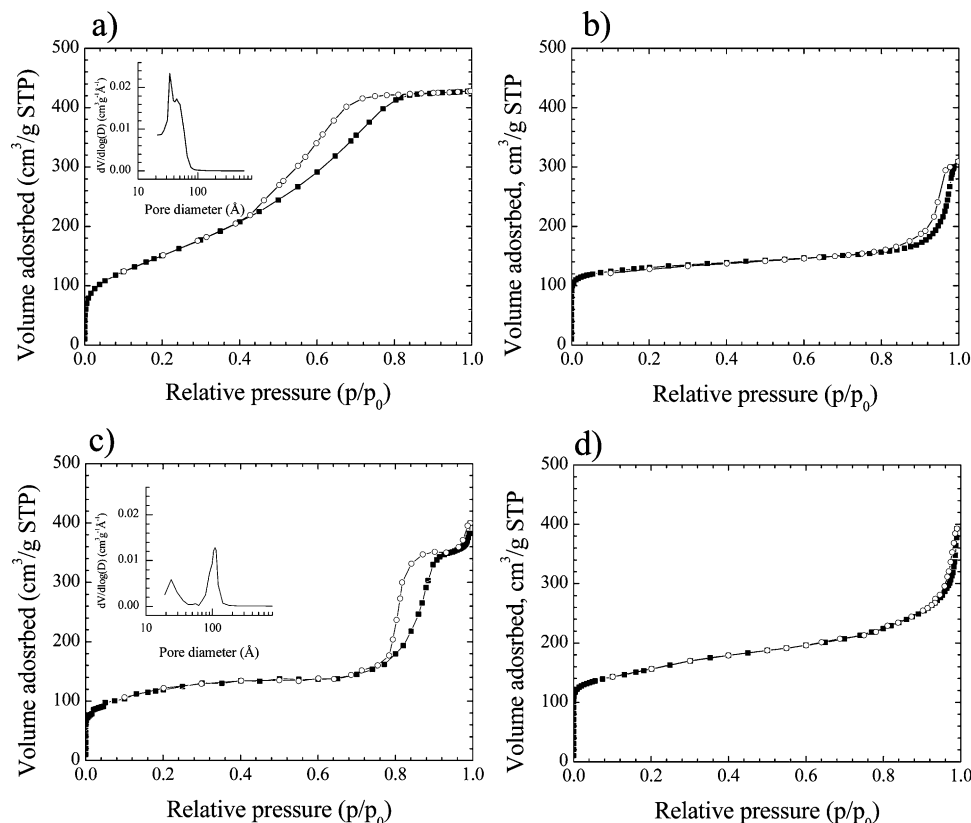 a)
500
400
300
200
100
0
Volume adosrbed (cm³/g STP)
0.02
0.01
0.00
dV/dlog(D) (cm³g⁻¹Å⁻¹)
10 100
Pore diameter (Å)
0.0 0.2 0.4 0.6 0.8 1.0
Relative pressure (p/p₀)
b)
500
400
300
200
100
0
Volume adosrbed, cm³/g STP
0.0 0.2 0.4 0.6 0.8 1.0
Relative pressure (p/p₀)
c)
500
400
300
200
100
0
Volume adosrbed (cm³/g STP)
0.02
0.01
0.00
dV/dlog(D) (cm³g⁻¹Å⁻¹)
10 100
Pore diameter (Å)
0.0 0.2 0.4 0.6 0.8 1.0
Relative pressure (p/p₀)
d)
500
400
300
200
100
0
Volume adosrbed, cm³/g STP
0.0 0.2 0.4 0.6 0.8 1.0
Relative pressure (p/p₀)